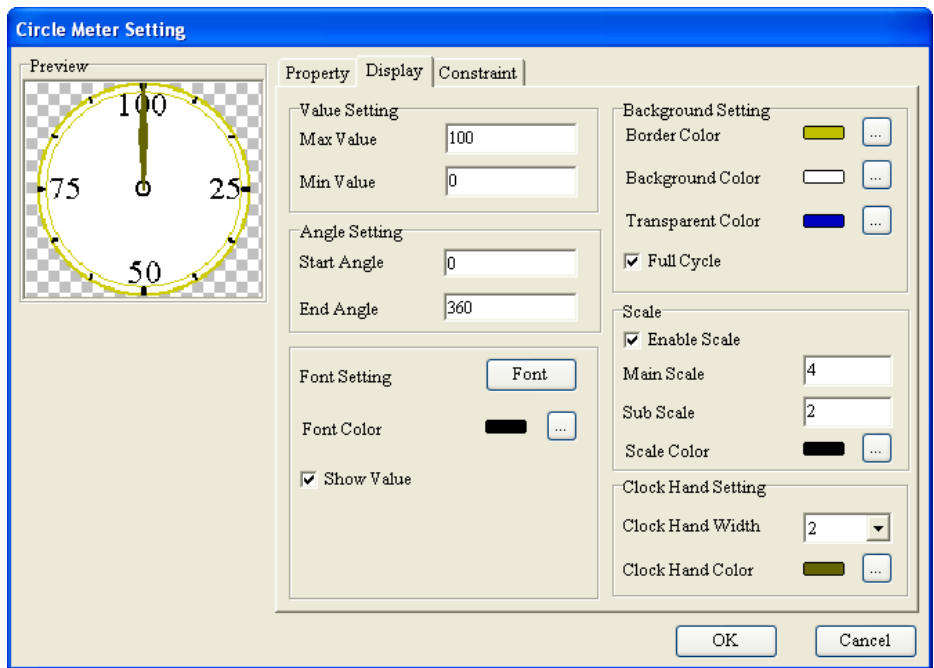 Circle Meter Setting
Preview
100
75
25
50
Property
Display
Constraint
Value Setting
Max Value
100
Min Value
0
Angle Setting
Start Angle
0
End Angle
360
Font Setting
Font
Font Color
...
Show Value
Background Setting
Border Color
...
Background Color
...
Transparent Color
...
Full Cycle
Scale
Enable Scale
Main Scale
4
Sub Scale
2
Scale Color
...
Clock Hand Setting
Clock Hand Width
2
Clock Hand Color
...
OK
Cancel